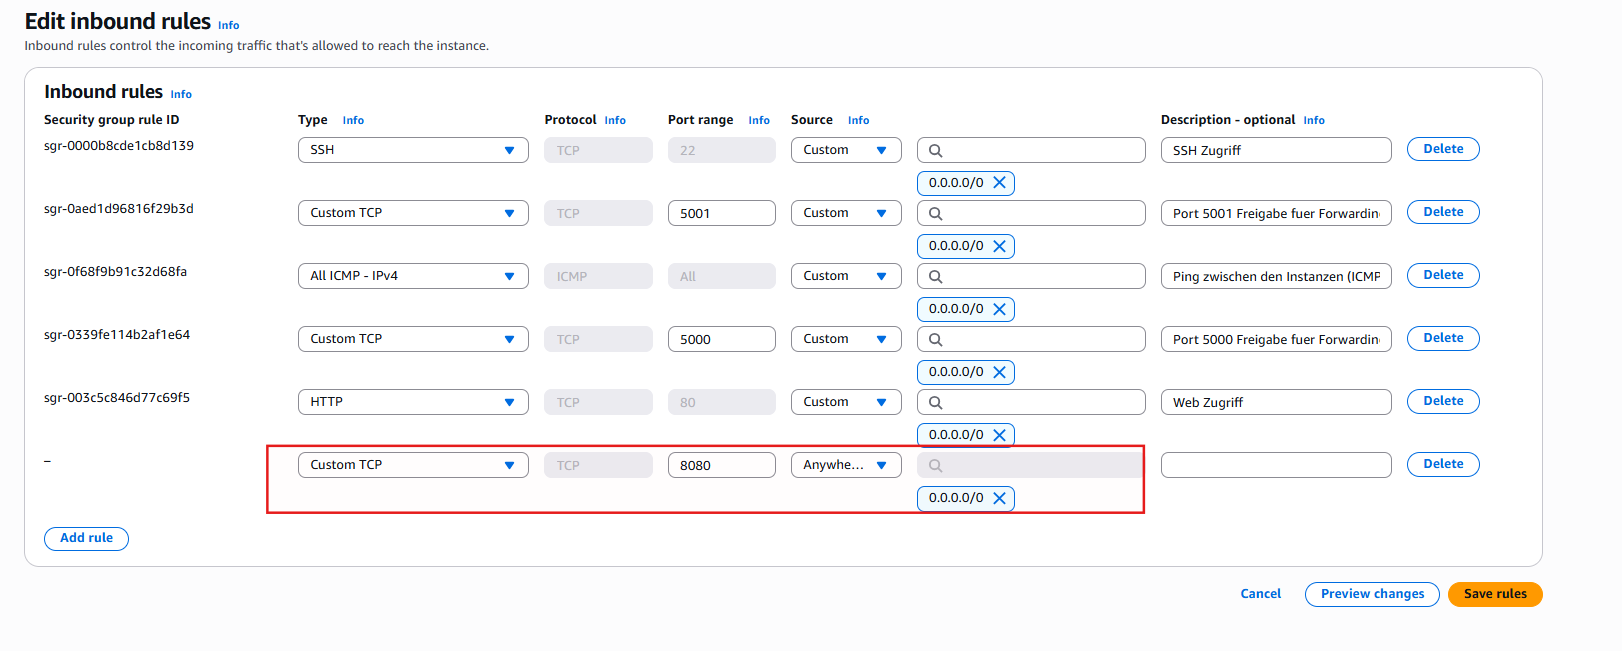 Edit inbound rules Info
Inbound rules control the incoming traffic that's allowed to reach the instance.
Inbound rules Info
Security group rule ID Type Info Protocol Info Port range Info Source Info Description - optional Info
sgr-0000b8cde1cb8d139 SSH TCP 22 Custom SSH Zugriff Delete
0.0.0.0/0
sgr-0aed1d96816f29b3d Custom TCP TCP 5001 Custom Port 5001 Freigabe fuer Forwardin Delete
0.0.0.0/0
sgr-0f68f9b91c32d68fa All ICMP - IPv4 ICMP All Custom Ping zwischen den Instanzen (ICMP Delete
0.0.0.0/0
sgr-0339fe114b2af1e64 Custom TCP TCP 5000 Custom Port 5000 Freigabe fuer Forwardin Delete
0.0.0.0/0
sgr-003c5c846d77c69f5 HTTP TCP 80 Custom Web Zugriff Delete
0.0.0.0/0
– Custom TCP TCP 8080 Anywhe... Delete
0.0.0.0/0
Add rule
Cancel Preview changes Save rules